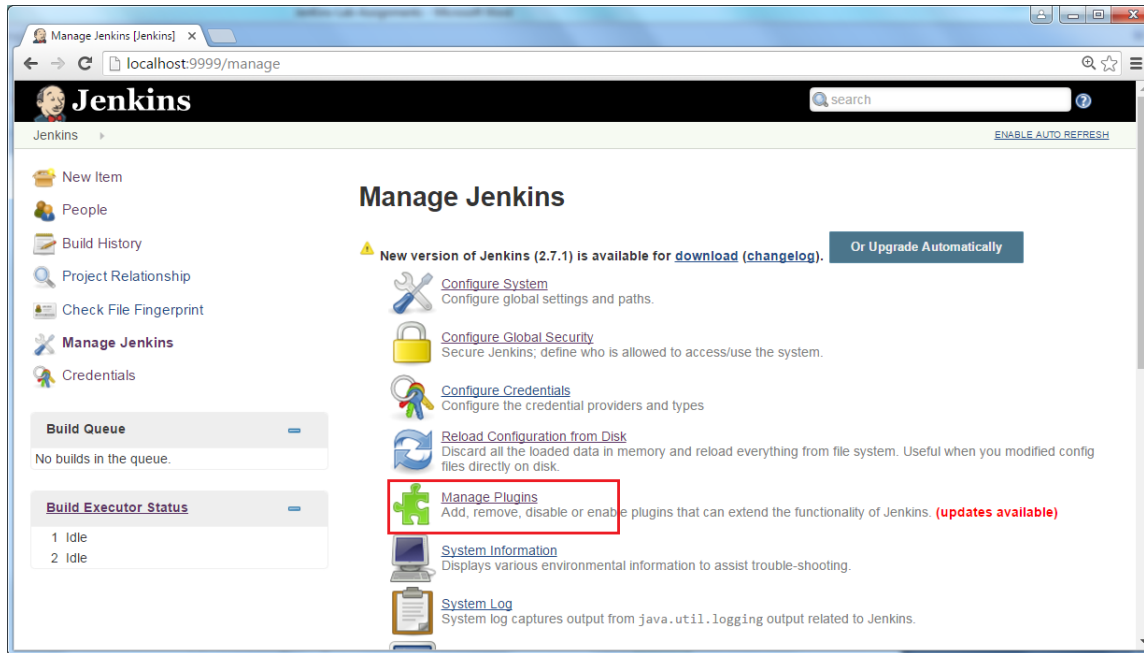 Jenkins Lab Assignments - Microsoft Word
Manage Jenkins [Jenkins]
localhost:9999/manage
Jenkins
search
Jenkins
ENABLE AUTO REFRESH
New Item
People
Build History
Project Relationship
Check File Fingerprint
Manage Jenkins
Credentials
Build Queue
No builds in the queue.
Build Executor Status
1 Idle
2 Idle
Manage Jenkins
New version of Jenkins (2.7.1) is available for download (changelog).
Or Upgrade Automatically
Configure System
Configure global settings and paths.
Configure Global Security
Secure Jenkins; define who is allowed to access/use the system.
Configure Credentials
Configure the credential providers and types
Reload Configuration from Disk
Discard all the loaded data in memory and reload everything from file system. Useful when you modified config
files directly on disk.
Manage Plugins
Add, remove, disable or enable plugins that can extend the functionality of Jenkins. (updates available)
System Information
Displays various environmental information to assist trouble-shooting.
System Log
System log captures output from java.util.logging output related to Jenkins.